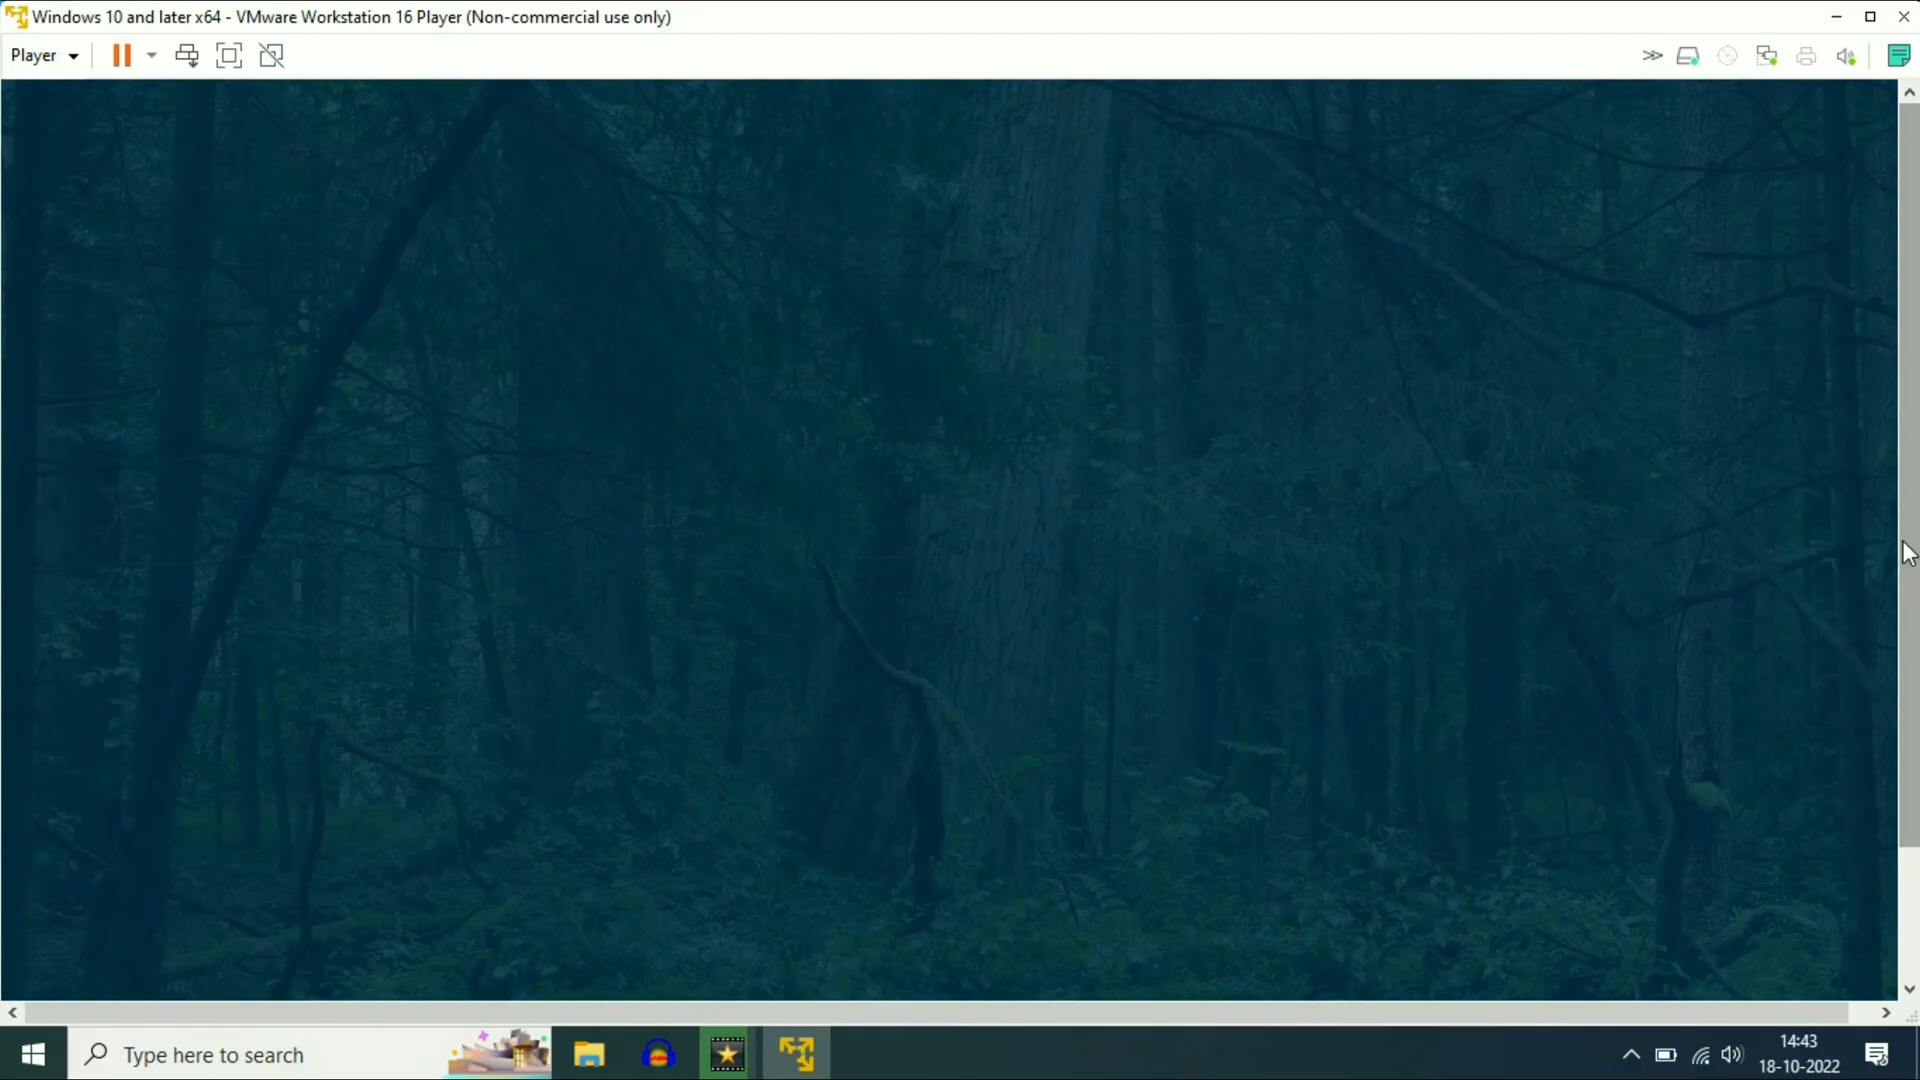 Windows 10 and later x64 - VMware Workstation 16 Player (Non-commercial use only)
Player
Type here to search
14:43
18-10-2022